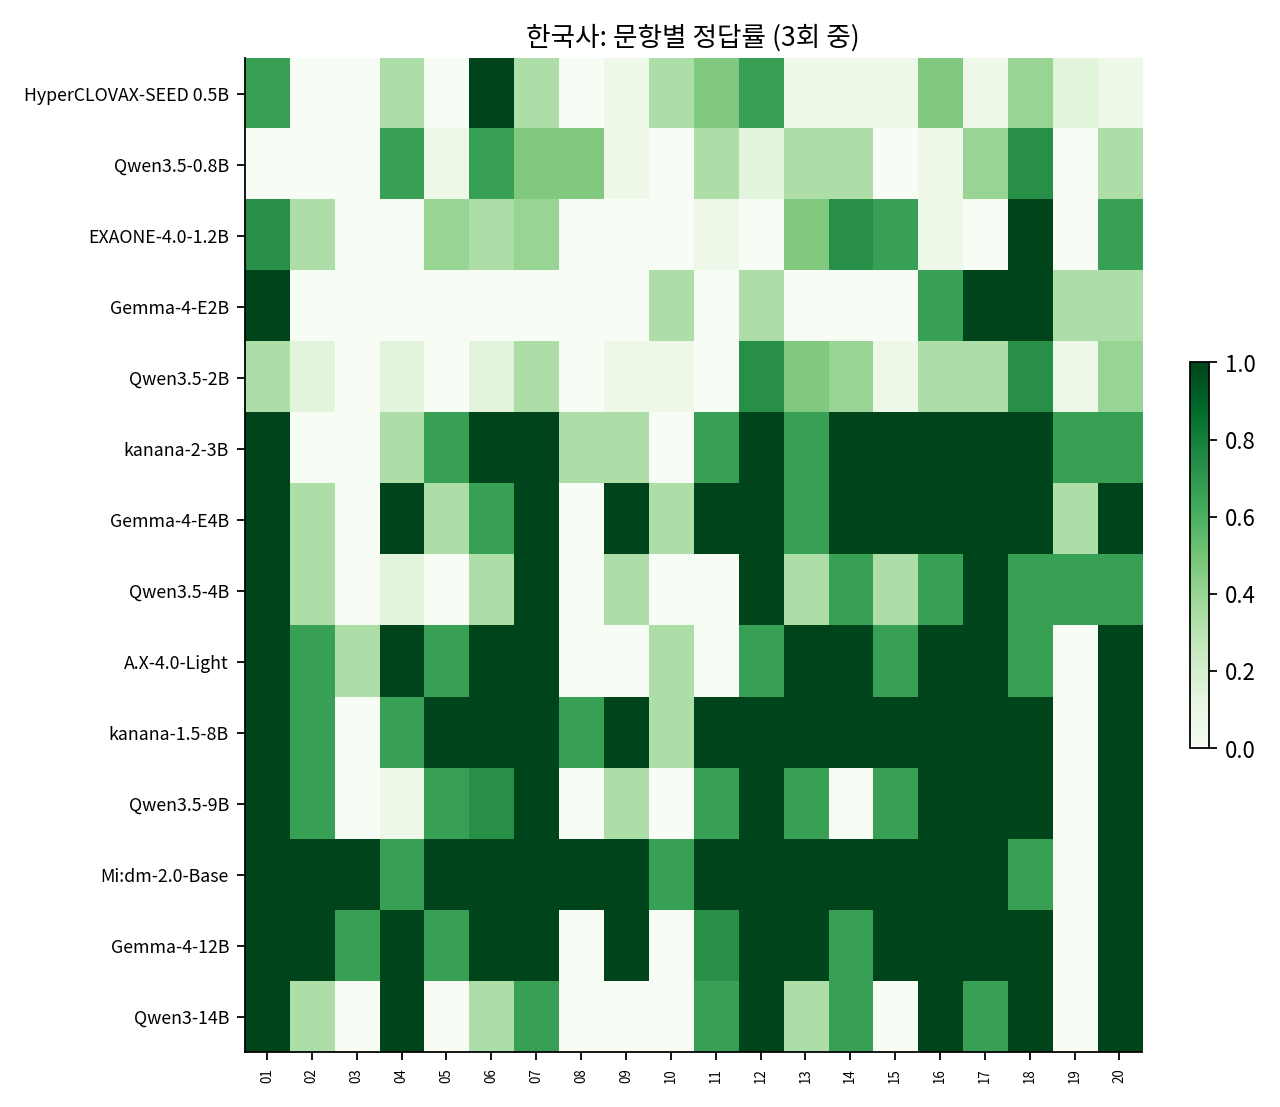 한국사: 문항별 정답률 (3회 중)
HyperCLOVAX-SEED 0.5B
Qwen3.5-0.8B
EXAONE-4.0-1.2B
Gemma-4-E2B
Qwen3.5-2B
kanana-2-3B
Gemma-4-E4B
Qwen3.5-4B
A.X-4.0-Light
kanana-1.5-8B
Qwen3.5-9B
Mi:dm-2.0-Base
Gemma-4-12B
Qwen3-14B
01 02 03 04 05 06 07 08 09 10 11 12 13 14 15 16 17 18 19 20
1.0
0.8
0.6
0.4
0.2
0.0